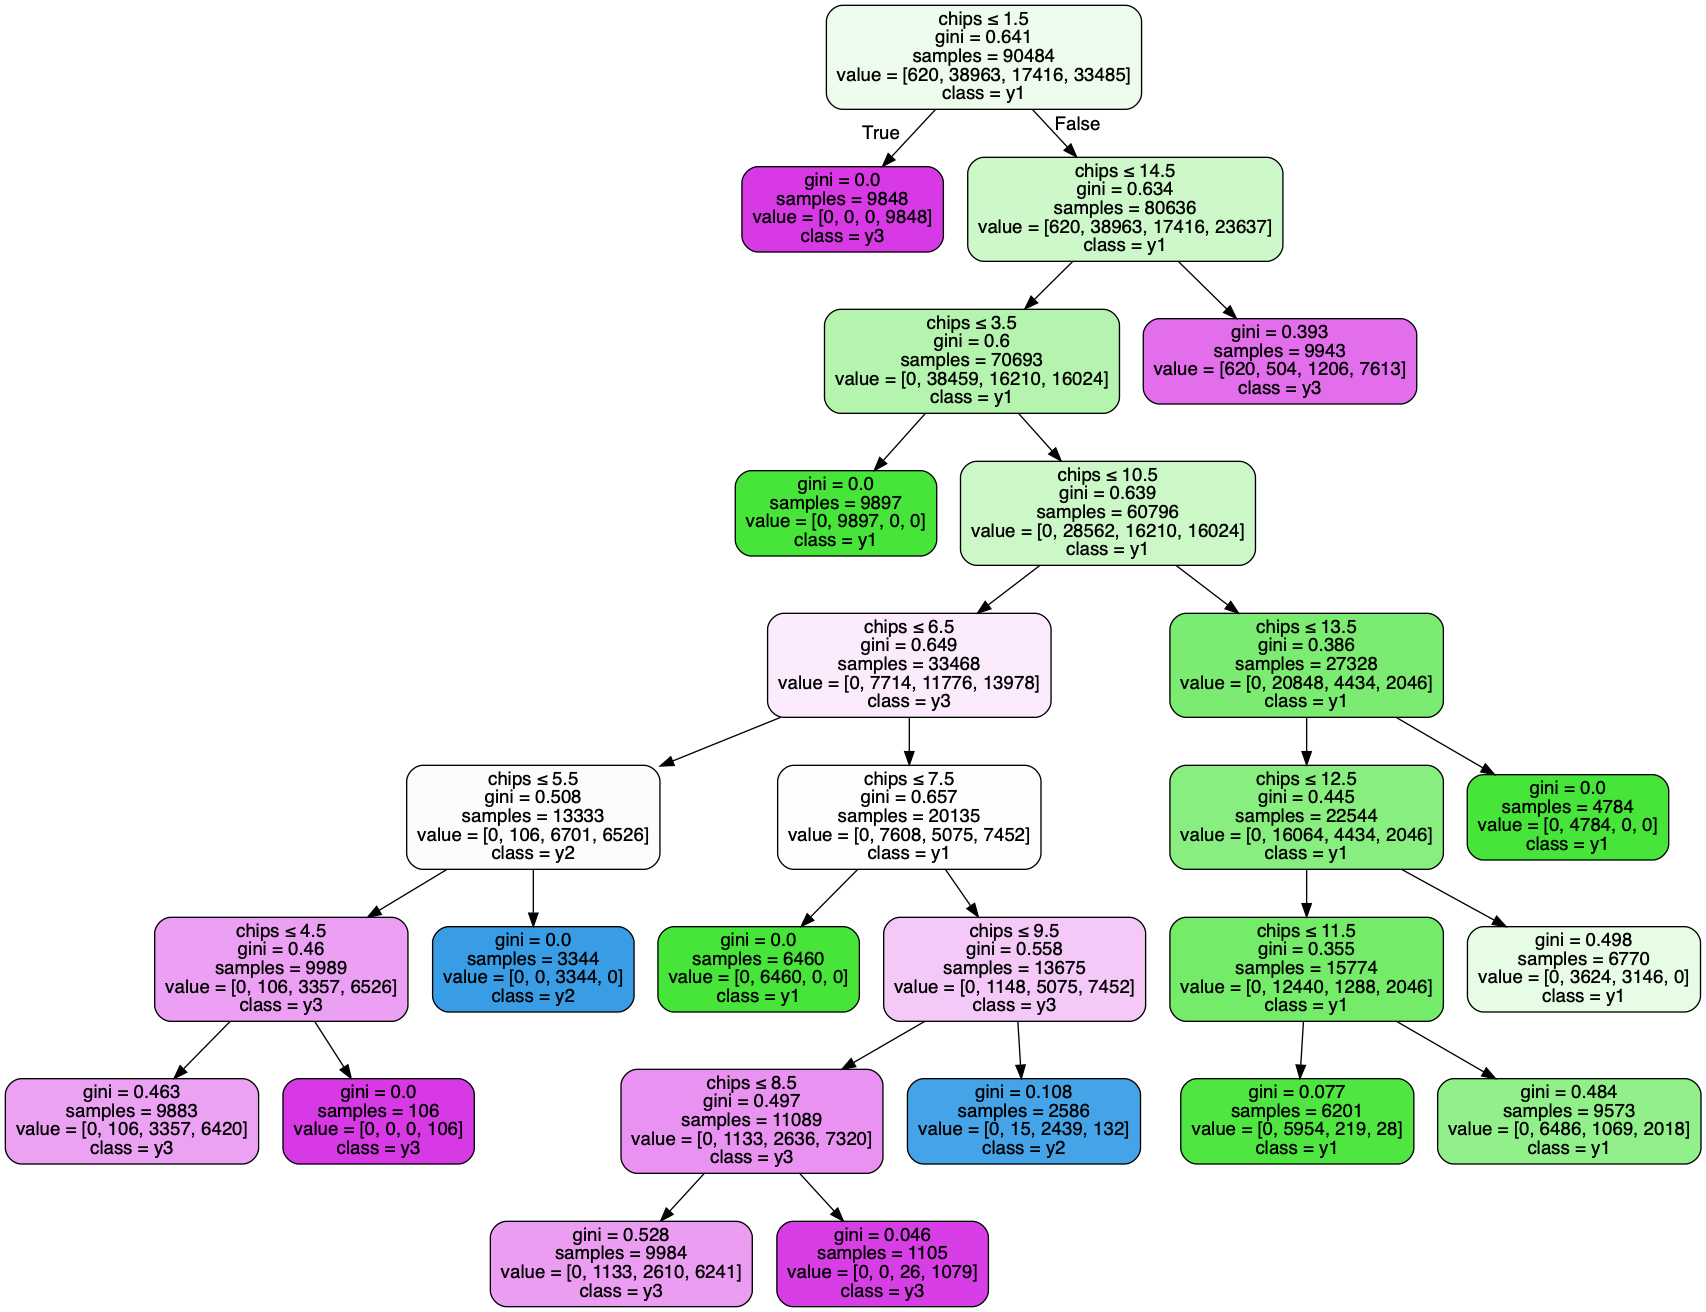 chips ≤ 1.5
gini = 0.641
samples = 90484
value = [620, 38963, 17416, 33485]
class = y1
True
False
gini = 0.0
samples = 9848
value = [0, 0, 0, 9848]
class = y3
chips ≤ 14.5
gini = 0.634
samples = 80636
value = [620, 38963, 17416, 23637]
class = y1
chips ≤ 3.5
gini = 0.6
samples = 70693
value = [0, 38459, 16210, 16024]
class = y1
gini = 0.393
samples = 9943
value = [620, 504, 1206, 7613]
class = y3
gini = 0.0
samples = 9897
value = [0, 9897, 0, 0]
class = y1
chips ≤ 10.5
gini = 0.639
samples = 60796
value = [0, 28562, 16210, 16024]
class = y1
chips ≤ 6.5
gini = 0.649
samples = 33468
value = [0, 7714, 11776, 13978]
class = y3
chips ≤ 13.5
gini = 0.386
samples = 27328
value = [0, 20848, 4434, 2046]
class = y1
chips ≤ 5.5
gini = 0.508
samples = 13333
value = [0, 106, 6701, 6526]
class = y2
chips ≤ 7.5
gini = 0.657
samples = 20135
value = [0, 7608, 5075, 7452]
class = y1
chips ≤ 12.5
gini = 0.445
samples = 22544
value = [0, 16064, 4434, 2046]
class = y1
gini = 0.0
samples = 4784
value = [0, 4784, 0, 0]
class = y1
chips ≤ 4.5
gini = 0.46
samples = 9989
value = [0, 106, 3357, 6526]
class = y3
gini = 0.0
samples = 3344
value = [0, 0, 3344, 0]
class = y2
gini = 0.0
samples = 6460
value = [0, 6460, 0, 0]
class = y1
chips ≤ 9.5
gini = 0.558
samples = 13675
value = [0, 1148, 5075, 7452]
class = y3
chips ≤ 11.5
gini = 0.355
samples = 15774
value = [0, 12440, 1288, 2046]
class = y1
gini = 0.498
samples = 6770
value = [0, 3624, 3146, 0]
class = y1
gini = 0.463
samples = 9883
value = [0, 106, 3357, 6420]
class = y3
gini = 0.0
samples = 106
value = [0, 0, 0, 106]
class = y3
chips ≤ 8.5
gini = 0.497
samples = 11089
value = [0, 1133, 2636, 7320]
class = y3
gini = 0.108
samples = 2586
value = [0, 15, 2439, 132]
class = y2
gini = 0.077
samples = 6201
value = [0, 5954, 219, 28]
class = y1
gini = 0.484
samples = 9573
value = [0, 6486, 1069, 2018]
class = y1
gini = 0.528
samples = 9984
value = [0, 1133, 2610, 6241]
class = y3
gini = 0.046
samples = 1105
value = [0, 0, 26, 1079]
class = y3